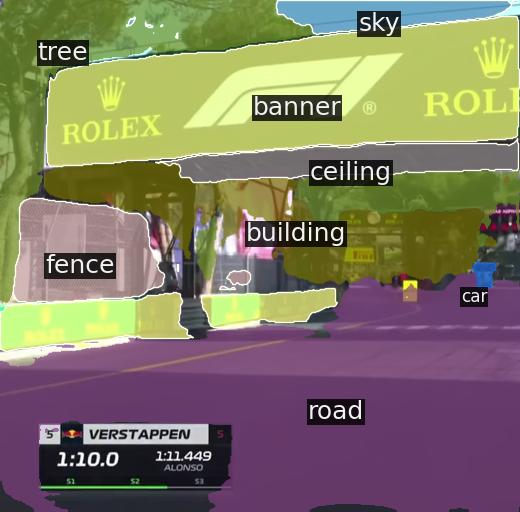 sky
tree
banner
ROLEX
®
ROL
ceiling
building
fence
car
road
5 VERSTAPPEN 5
1:10.0
1:11.449
ALONSO
S1 S2 S3